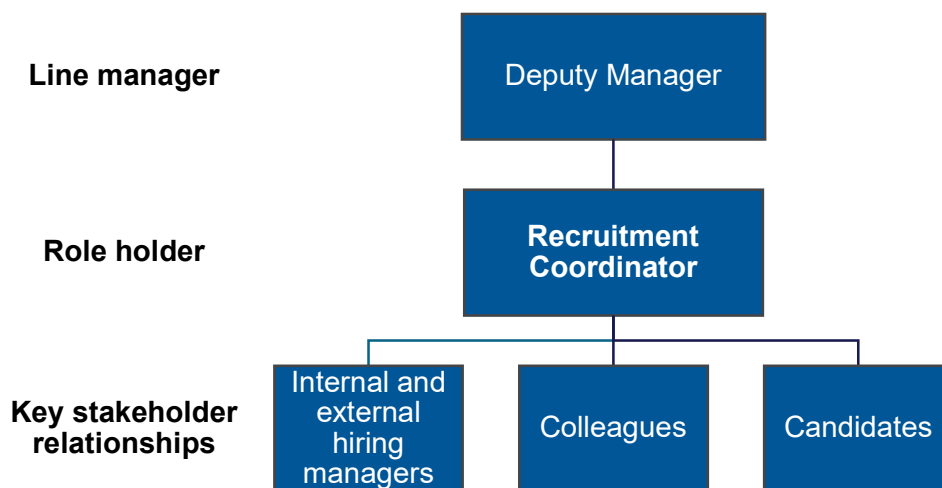 Line manager
Deputy Manager
Role holder
Recruitment
Coordinator
Key stakeholder
relationships
Internal and
external
hiring
managers
Colleagues
Candidates